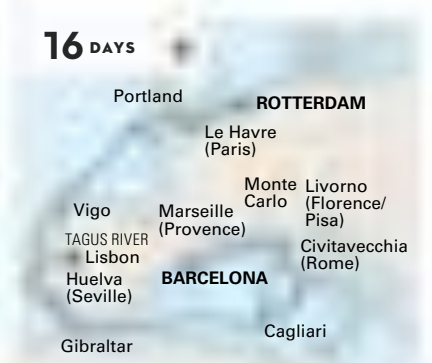 16 DAYS
Portland
ROTTERDAM
Le Havre
(Paris)
Monte
Carlo
Livorno
(Florence/
Pisa)
Vigo
Marseille
(Provence)
TAGUS RIVER
Lisbon
Civitavecchia
(Rome)
Huelva
(Seville)
BARCELONA
Cagliari
Gibraltar